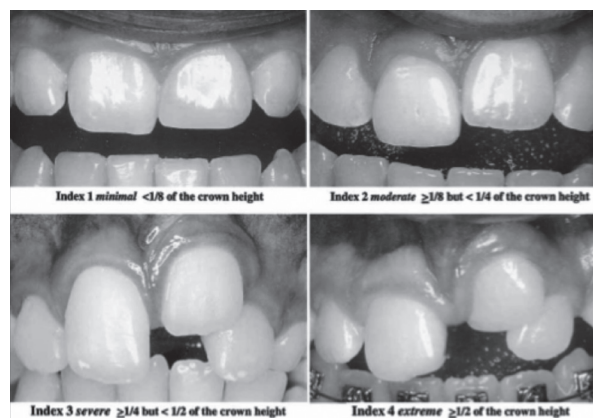 Index 1 minimal <1/8 of the crown height
Index 2 moderate ≥1/8 but < 1/4 of the crown height
Index 3 severe ≥1/4 but < 1/2 of the crown height
Index 4 extreme ≥1/2 of the crown height